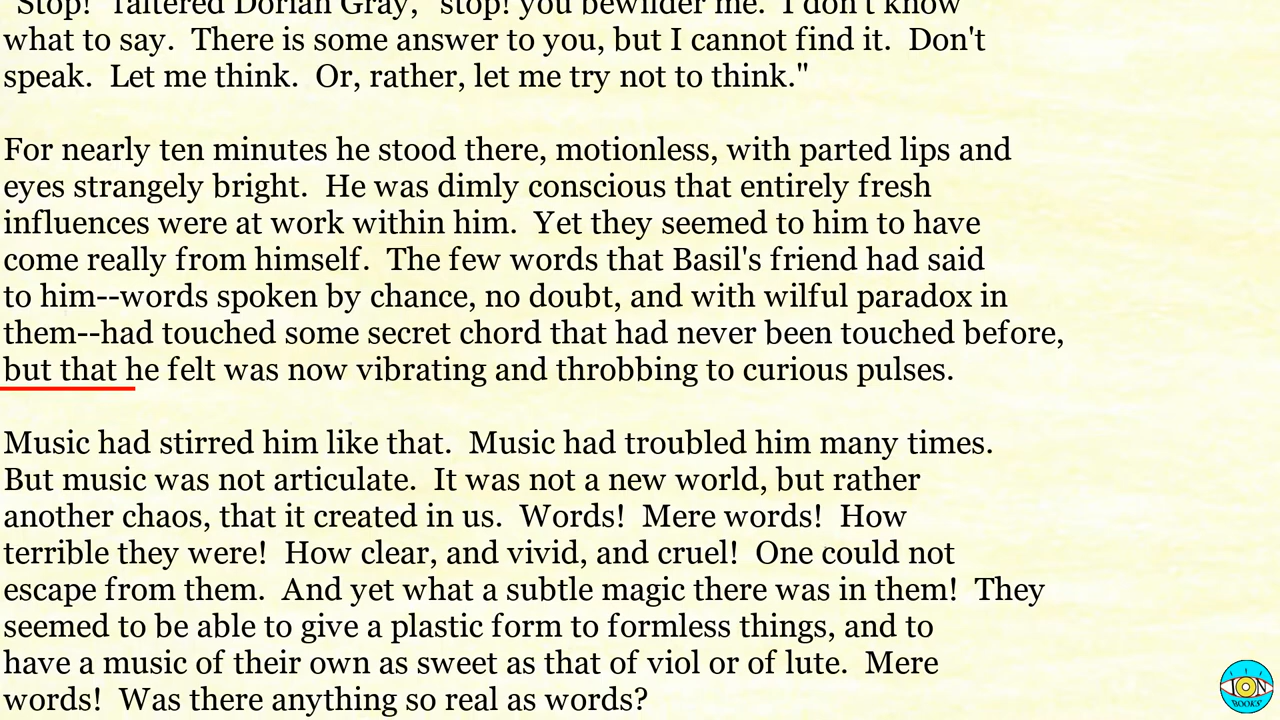 "Stop!" faltered Dorian Gray, "stop! you bewilder me.  I don't know
what to say.  There is some answer to you, but I cannot find it.  Don't
speak.  Let me think.  Or, rather, let me try not to think."

For nearly ten minutes he stood there, motionless, with parted lips and
eyes strangely bright.  He was dimly conscious that entirely fresh
influences were at work within him.  Yet they seemed to him to have
come really from himself.  The few words that Basil's friend had said
to him--words spoken by chance, no doubt, and with wilful paradox in
them--had touched some secret chord that had never been touched before,
but that he felt was now vibrating and throbbing to curious pulses.

Music had stirred him like that.  Music had troubled him many times.
But music was not articulate.  It was not a new world, but rather
another chaos, that it created in us.  Words!  Mere words!  How
terrible they were!  How clear, and vivid, and cruel!  One could not
escape from them.  And yet what a subtle magic there was in them!  They
seemed to be able to give a plastic form to formless things, and to
have a music of their own as sweet as that of viol or of lute.  Mere
words!  Was there anything so real as words?
ION
BOOKS